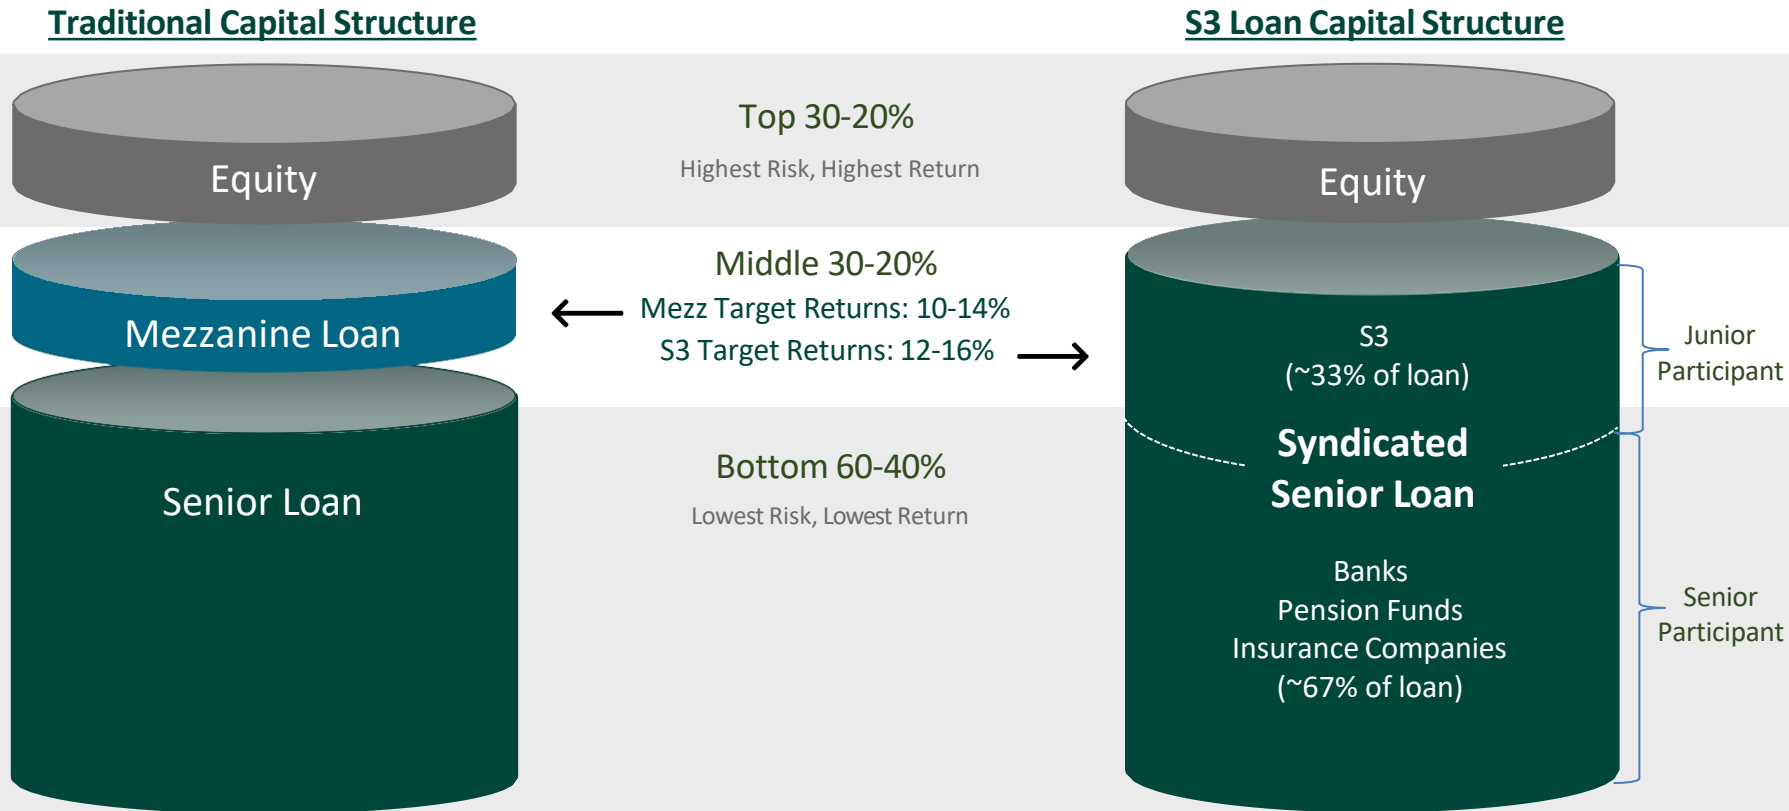 Traditional Capital Structure
S3 Loan Capital Structure
Equity
Mezzanine Loan
Senior Loan
Top 30-20%
Highest Risk, Highest Return
Middle 30-20%
Mezz Target Returns: 10-14%
S3 Target Returns: 12-16%
Bottom 60-40%
Lowest Risk, Lowest Return
Equity
S3
(~33% of loan)
Syndicated
Senior Loan
Banks
Pension Funds
Insurance Companies
(~67% of loan)
Junior
Participant
Senior
Participant